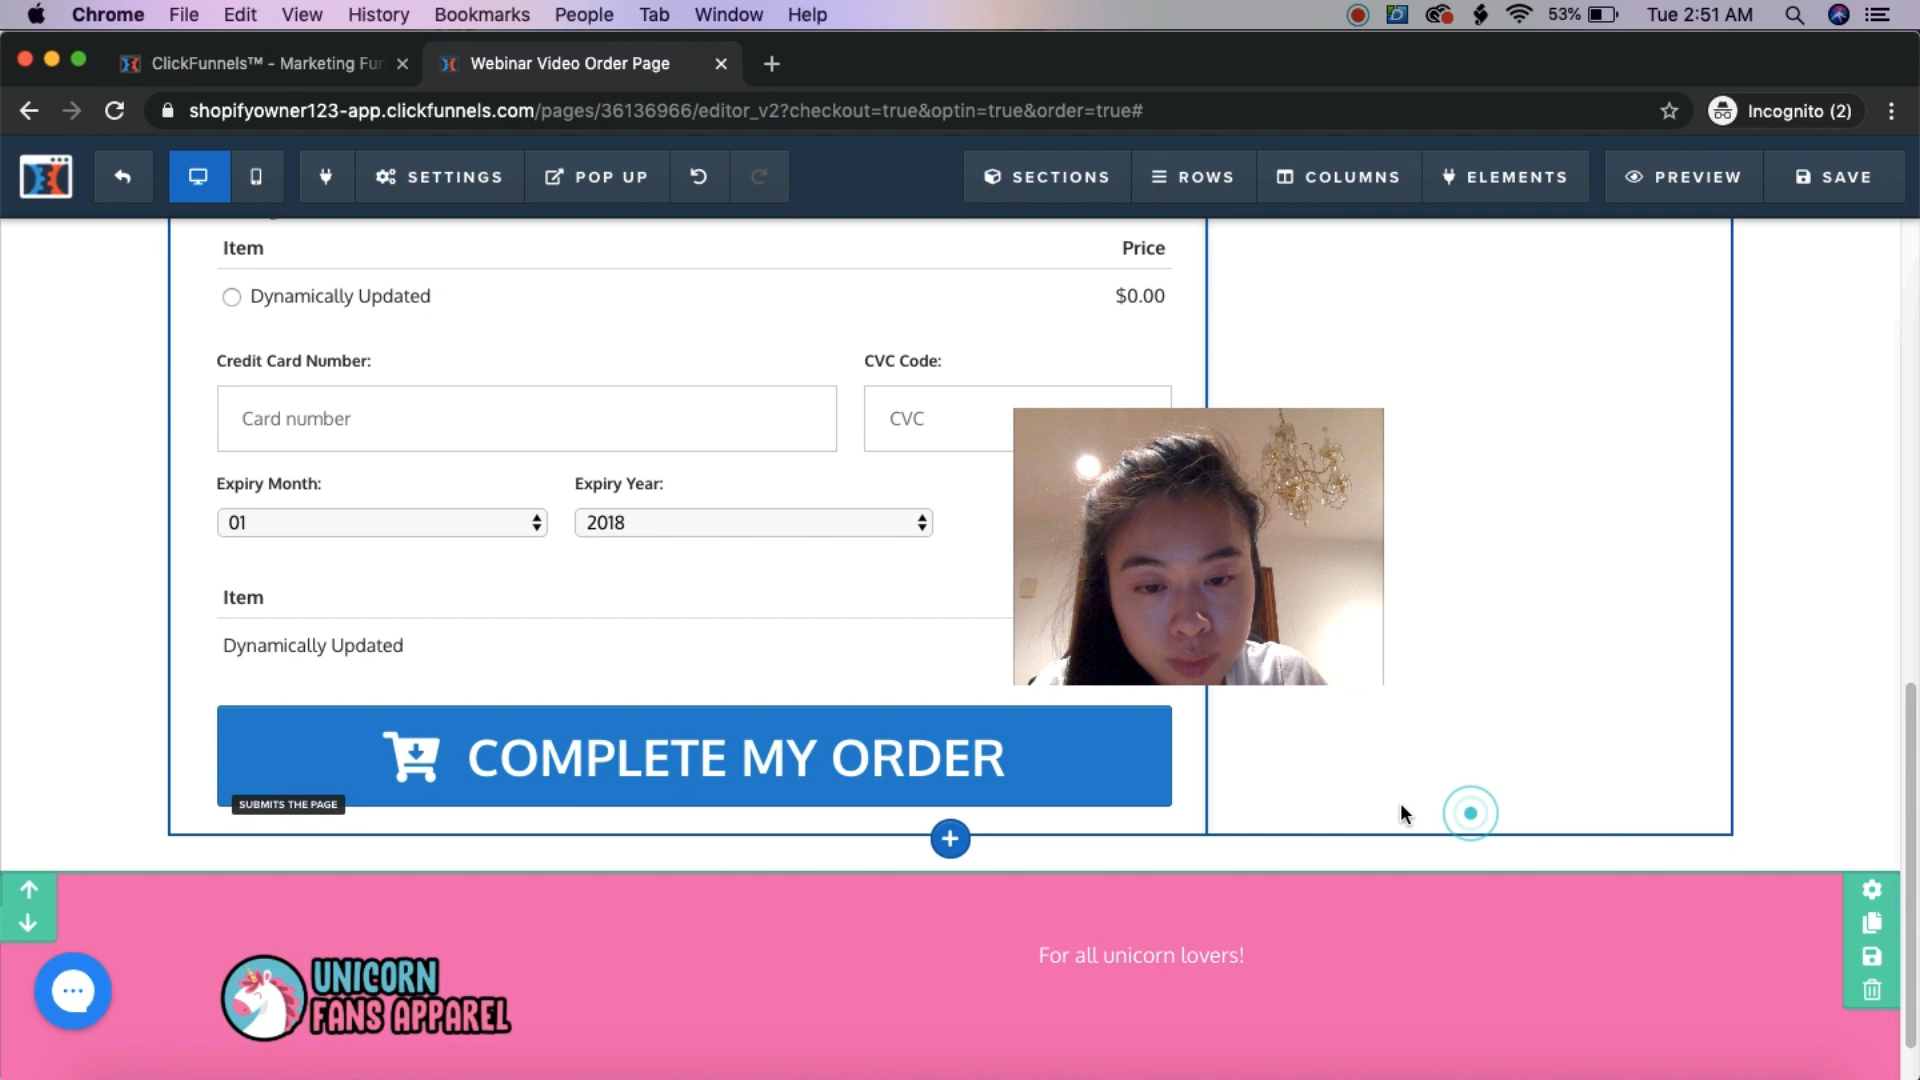 Chrome File Edit View History Bookmarks People Tab Window Help 53% Tue 2:51 AM
ClickFunnels™ - Marketing Fun Webinar Video Order Page
shopifyowner123-app.clickfunnels.com/pages/36136966/editor_v2?checkout=true&optin=true&order=true# Incognito (2)
SETTINGS POP UP SECTIONS ROWS COLUMNS ELEMENTS PREVIEW SAVE
Item Price
Dynamically Updated $0.00
Credit Card Number: CVC Code:
Card number CVC
Expiry Month: Expiry Year:
01 2018
Item
Dynamically Updated
COMPLETE MY ORDER
SUBMITS THE PAGE
For all unicorn lovers!
UNICORN
FANS APPAREL